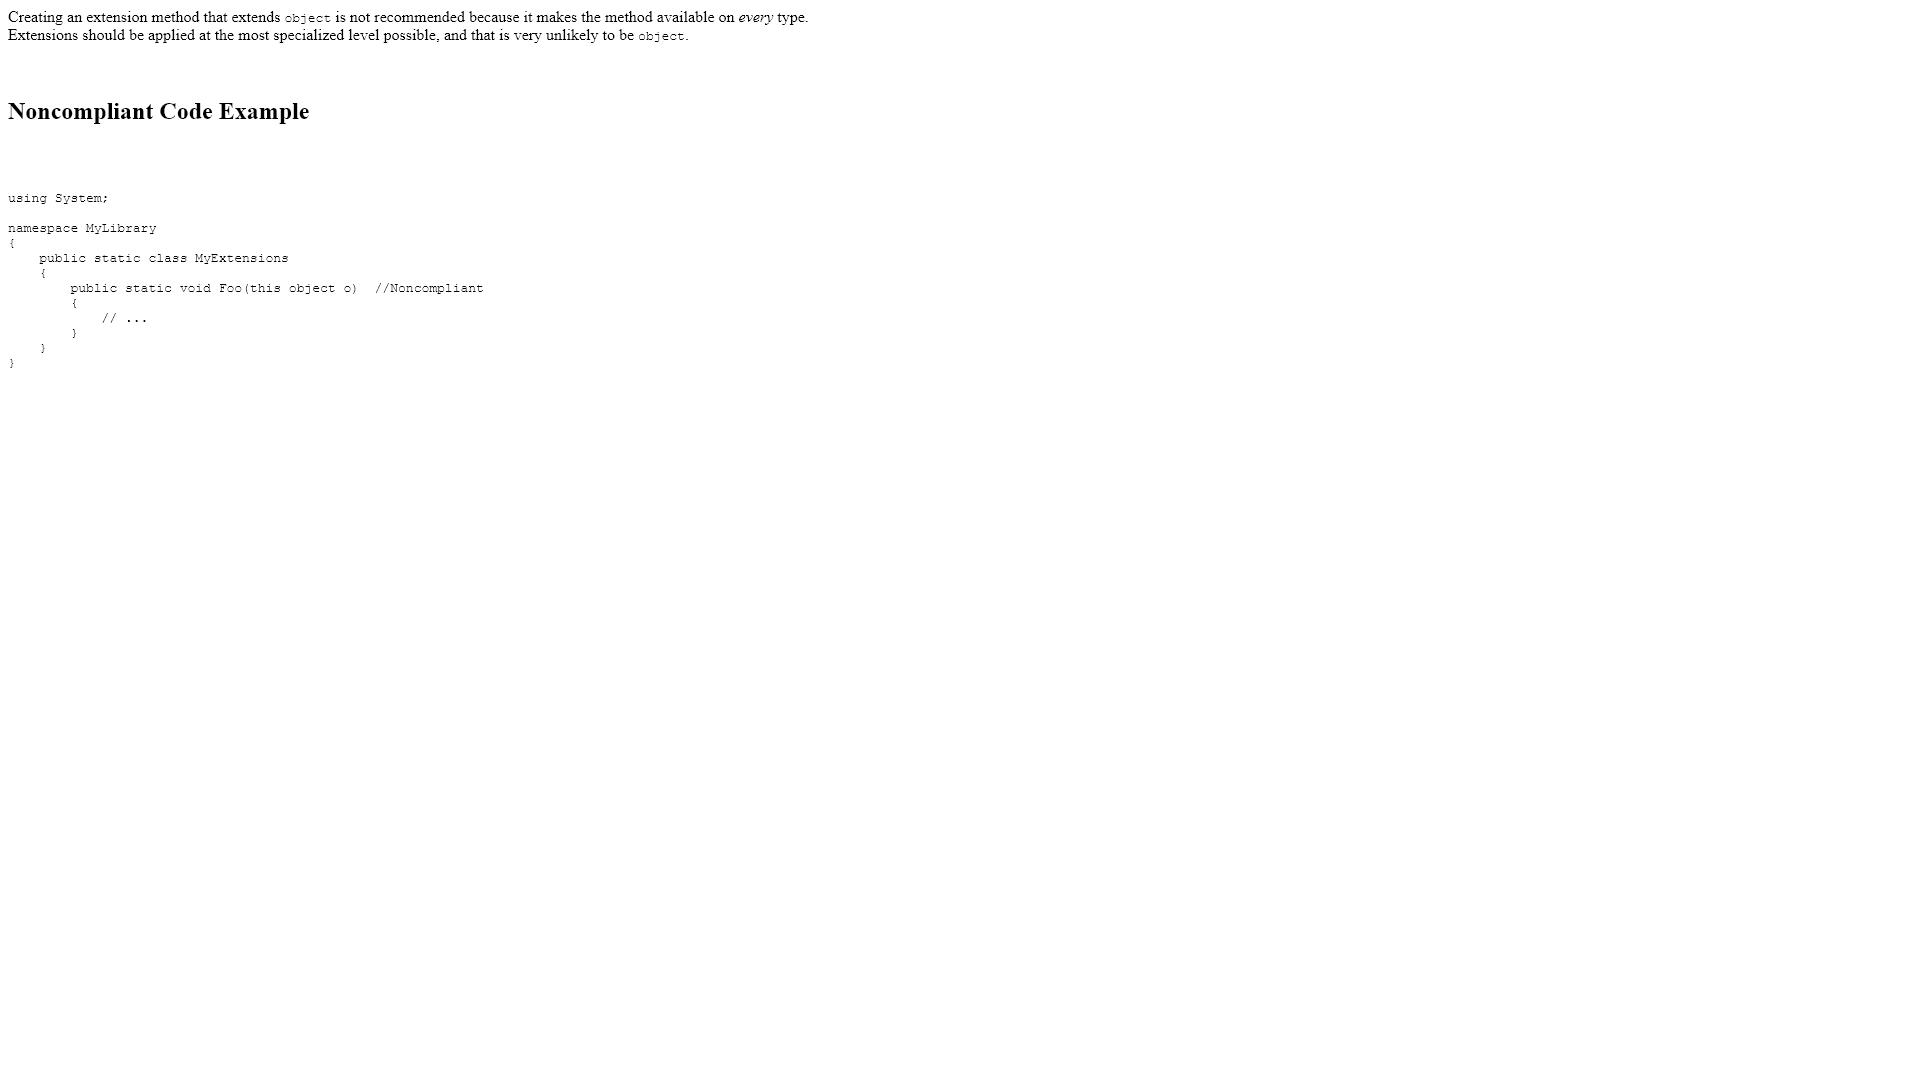 Creating an extension method that extends object is not recommended because it makes the method available on every type.
Extensions should be applied at the most specialized level possible, and that is very unlikely to be object.
Noncompliant Code Example
using System;
namespace MyLibrary
{
    public static class MyExtensions
    {
        public static void Foo(this object o)  //Noncompliant
        {
            // ...
        }
    }
}